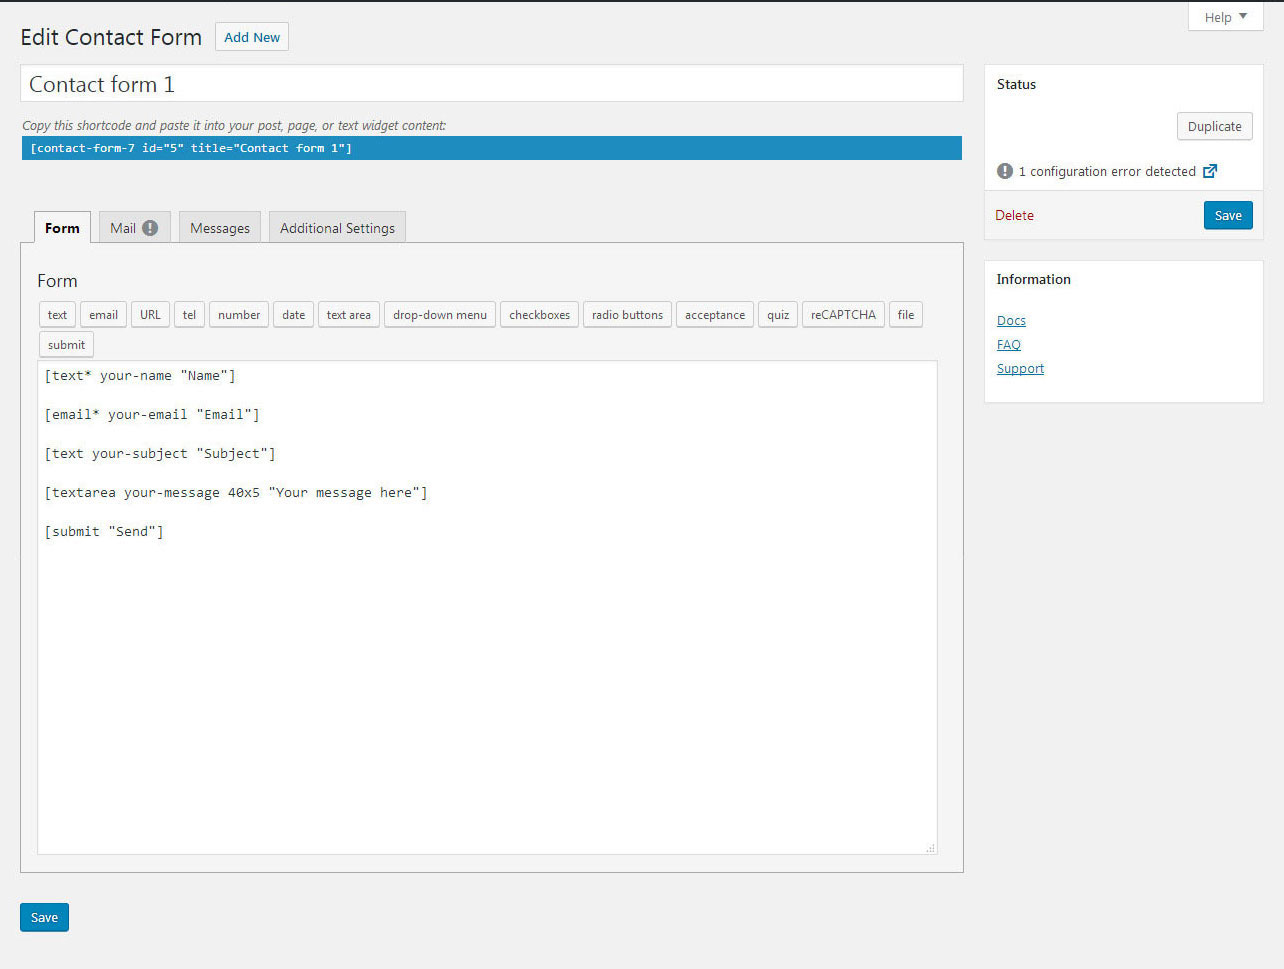 Help
Edit Contact Form Add New
Contact form 1
Copy this shortcode and paste it into your post, page, or text widget content:
[contact-form-7 id="5" title="Contact form 1"]
Form Mail Messages Additional Settings
Form
text email URL tel number date text area drop-down menu checkboxes radio buttons acceptance quiz reCAPTCHA file
submit
[text* your-name "Name"]
[email* your-email "Email"]
[text your-subject "Subject"]
[textarea your-message 40x5 "Your message here"]
[submit "Send"]
Save
Status
Duplicate
1 configuration error detected
Delete Save
Information
Docs
FAQ
Support